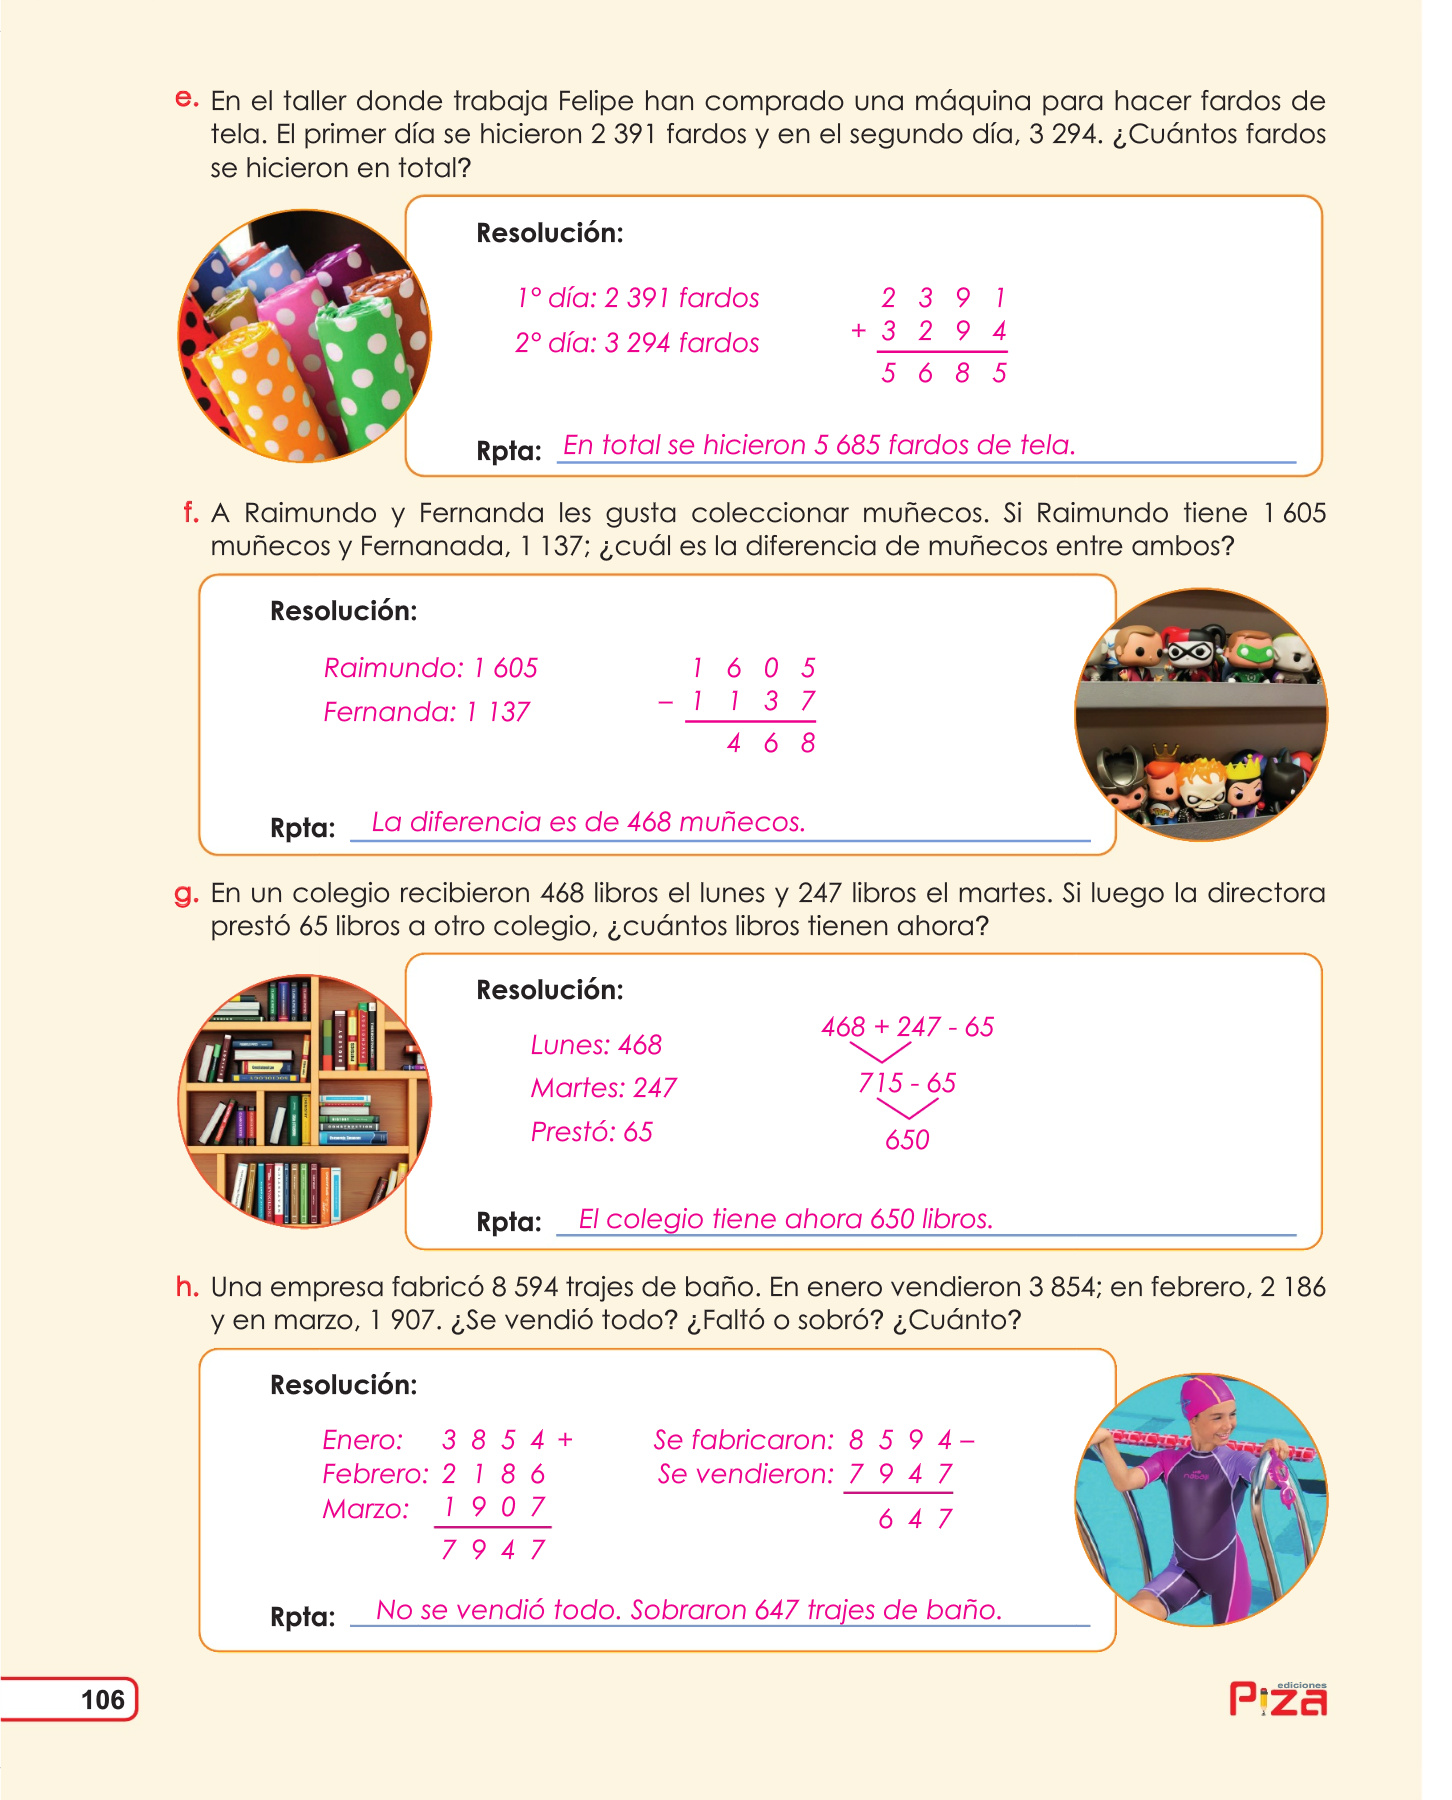 e. En el taller donde trabaja Felipe han comprado una máquina para hacer fardos de
tela. El primer día se hicieron 2 391 fardos y en el segundo día, 3 294. ¿Cuántos fardos
se hicieron en total?
Resolución:
1° día: 2 391 fardos
2° día: 3 294 fardos
2 3 9 1
+ 3 2 9 4
5 6 8 5
Rpta: En total se hicieron 5 685 fardos de tela.
f. A Raimundo y Fernanda les gusta coleccionar muñecos. Si Raimundo tiene 1 605
muñecos y Fernanada, 1 137; ¿cuál es la diferencia de muñecos entre ambos?
Resolución:
Raimundo: 1 605
Fernanda: 1 137
1 6 0 5
– 1 1 3 7
4 6 8
Rpta: La diferencia es de 468 muñecos.
g. En un colegio recibieron 468 libros el lunes y 247 libros el martes. Si luego la directora
prestó 65 libros a otro colegio, ¿cuántos libros tienen ahora?
Resolución:
Lunes: 468
Martes: 247
Prestó: 65
468 + 247 - 65
715 - 65
650
Rpta: El colegio tiene ahora 650 libros.
h. Una empresa fabricó 8 594 trajes de baño. En enero vendieron 3 854; en febrero, 2 186
y en marzo, 1 907. ¿Se vendió todo? ¿Faltó o sobró? ¿Cuánto?
Resolución:
Enero: 3 8 5 4 +
Febrero: 2 1 8 6
Marzo: 1 9 0 7
7 9 4 7
Se fabricaron: 8 5 9 4 –
Se vendieron: 7 9 4 7
6 4 7
Rpta: No se vendió todo. Sobraron 647 trajes de baño.
106
ediciones
Piza